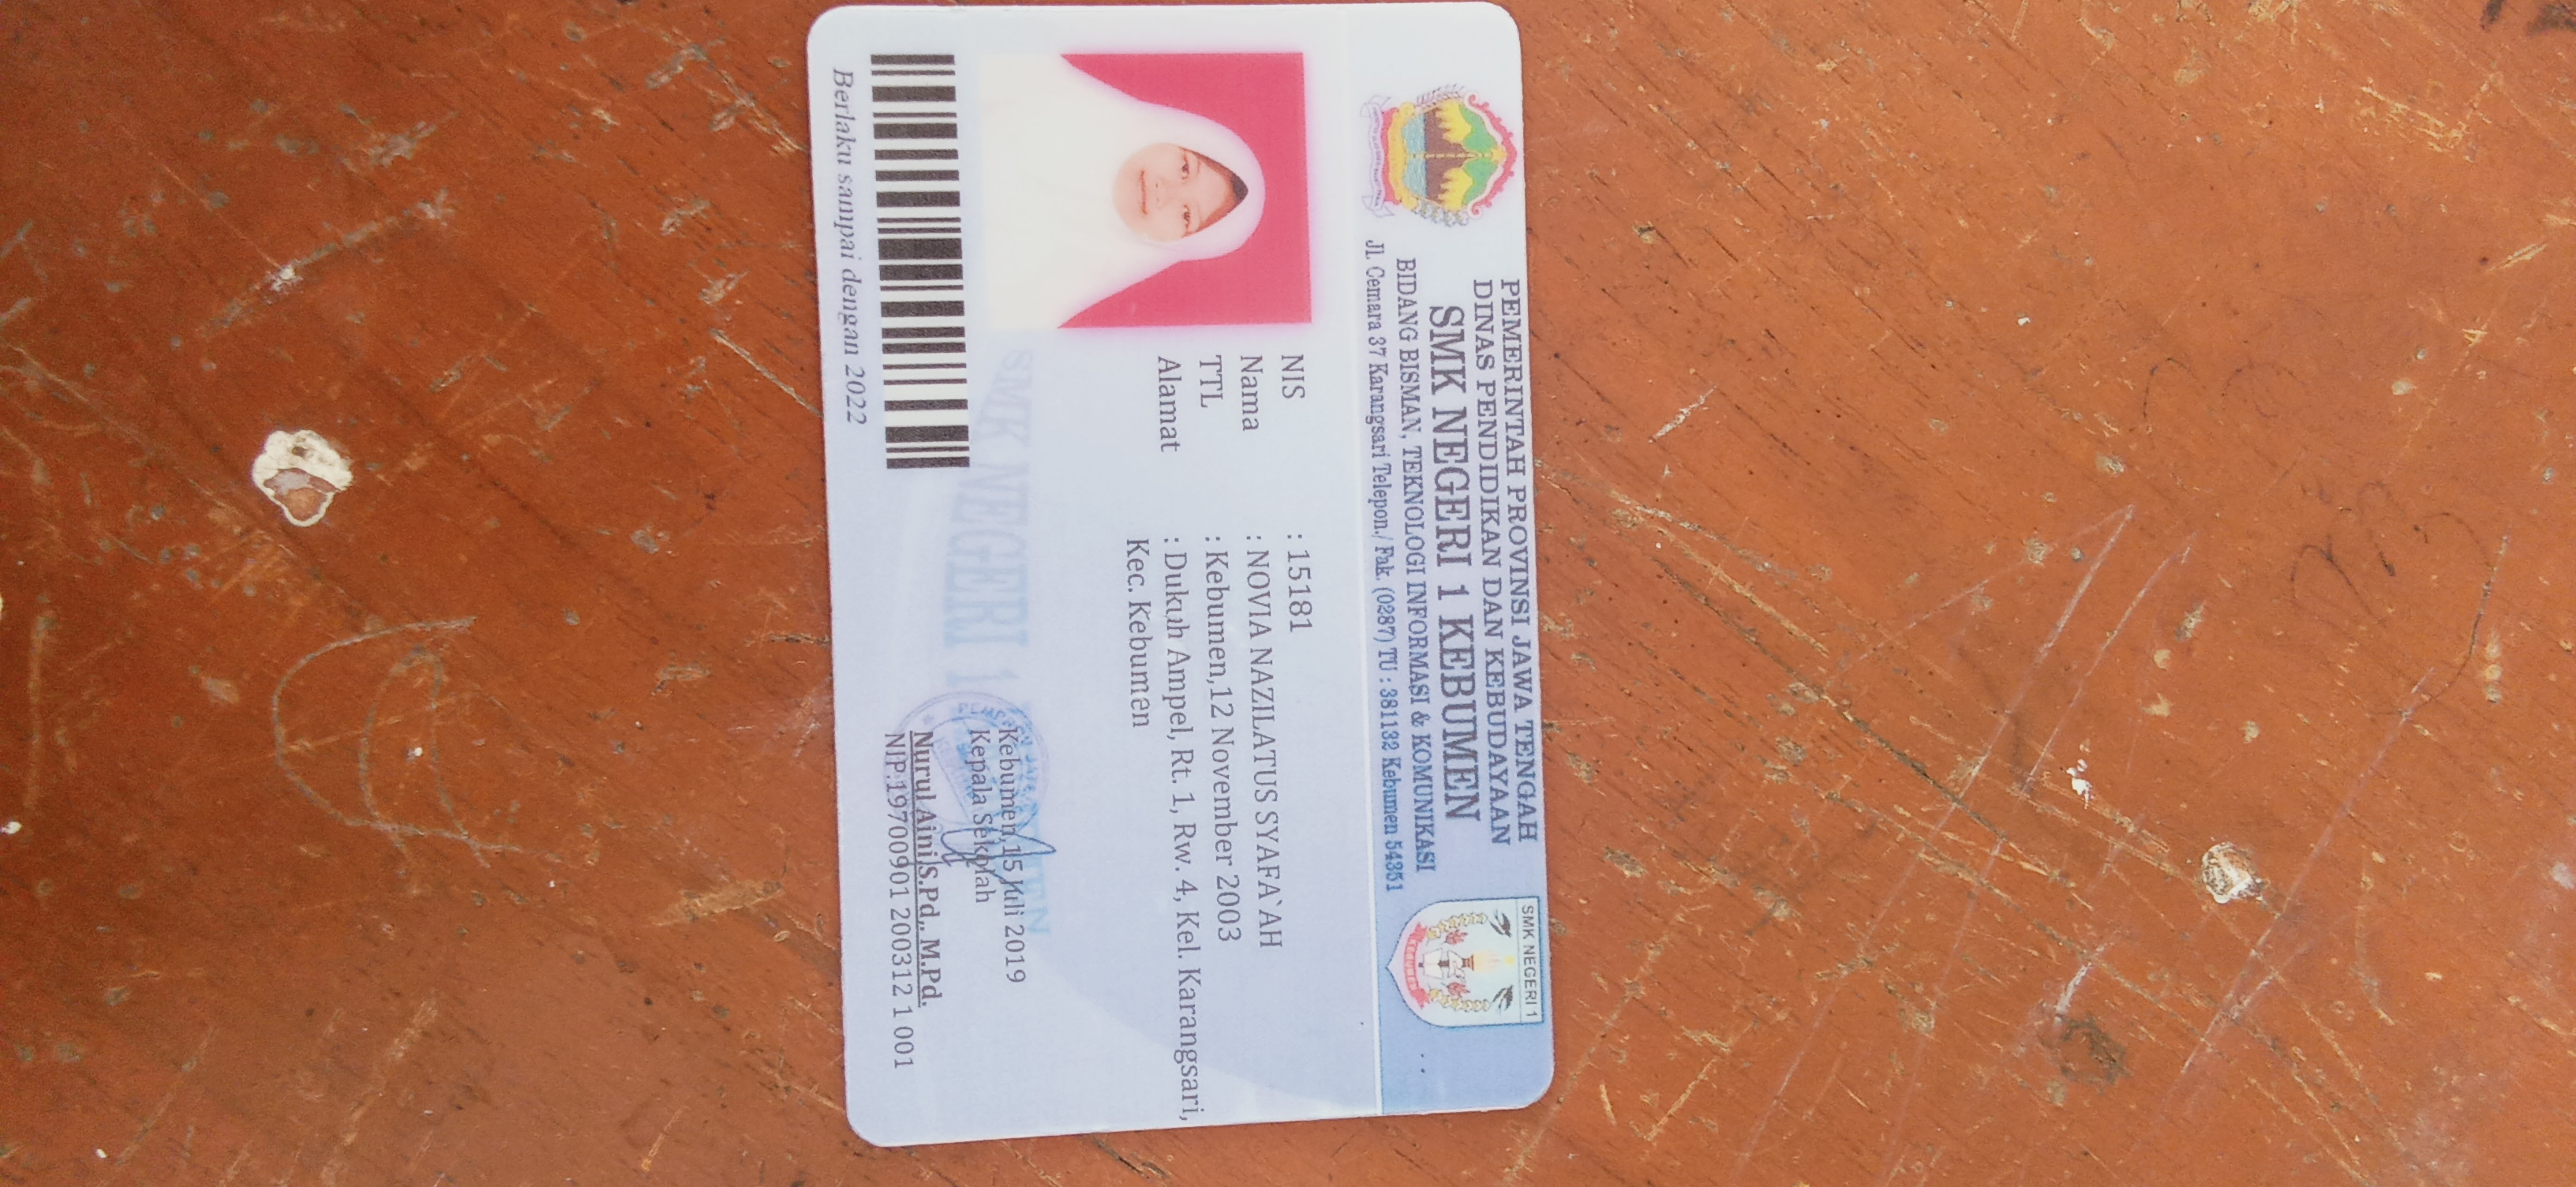 PEMERINTAH PROVINSI JAWA TENGAH
DINAS PENDIDIKAN DAN KEBUDAYAAN
SMK NEGERI 1 KEBUMEN
BIDANG BISMAN, TEKNOLOGI INFORMASI & KOMUNIKASI
Jl. Cemara 37 Karangsari Telepon./ Fak. (0287) TU : 381132 Kebumen 54351
SMK NEGERI 1
KEBUMEN
NIS : 15181
Nama : NOVIA NAZILATUS SYAFA`AH
TTL : Kebumen,12 November 2003
Alamat : Dukuh Ampel, Rt. 1, Rw. 4, Kel. Karangsari,
Kec. Kebumen
SMK NEGERI 1 KEBUMEN
Kebumen,15 Juli 2019
Kepala Sekolah
Nurul Aini S.Pd,. M.Pd.
NIP.19700901 200312 1 001
Berlaku sampai dengan 2022